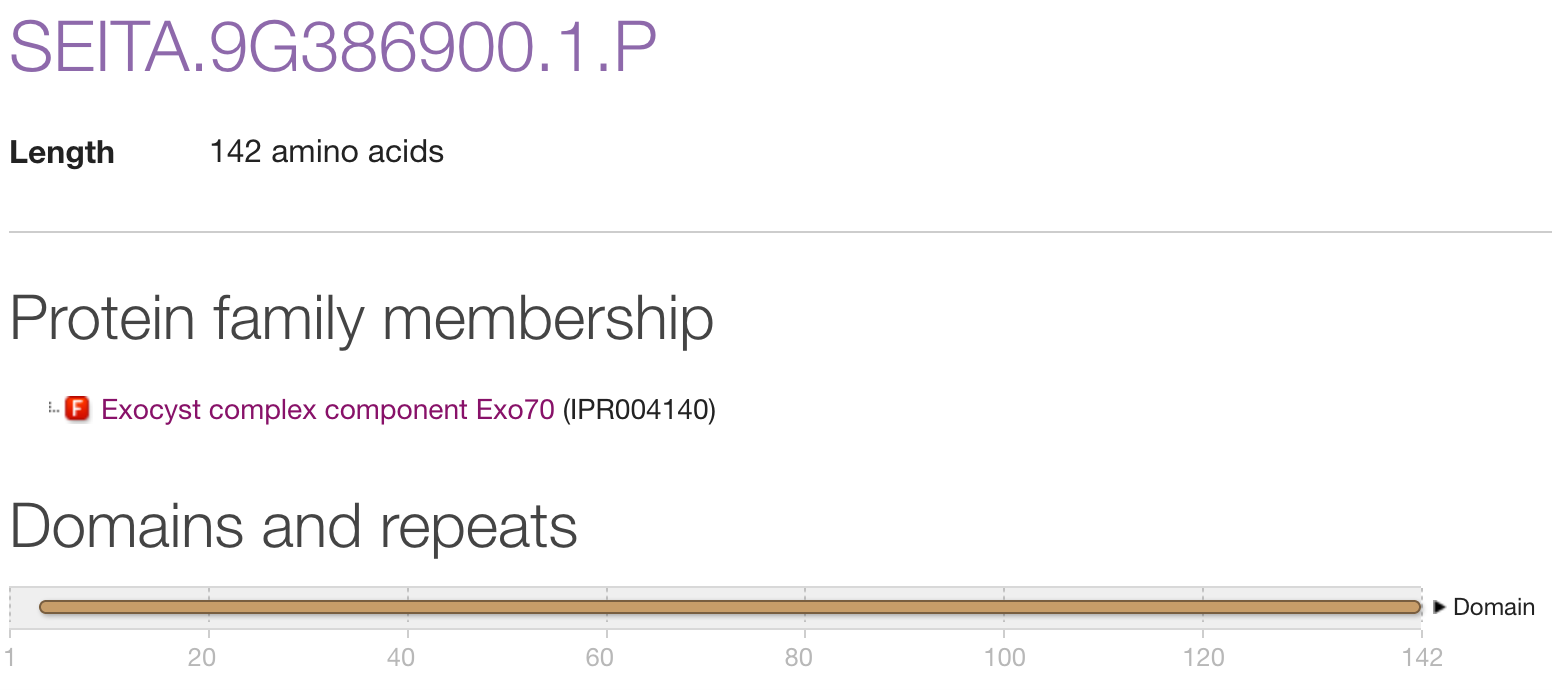 SEITA.9G386900.1.P
Length 142 amino acids
Protein family membership
F Exocyst complex component Exo70 (IPR004140)
Domains and repeats
Domain
1 20 40 60 80 100 120 142